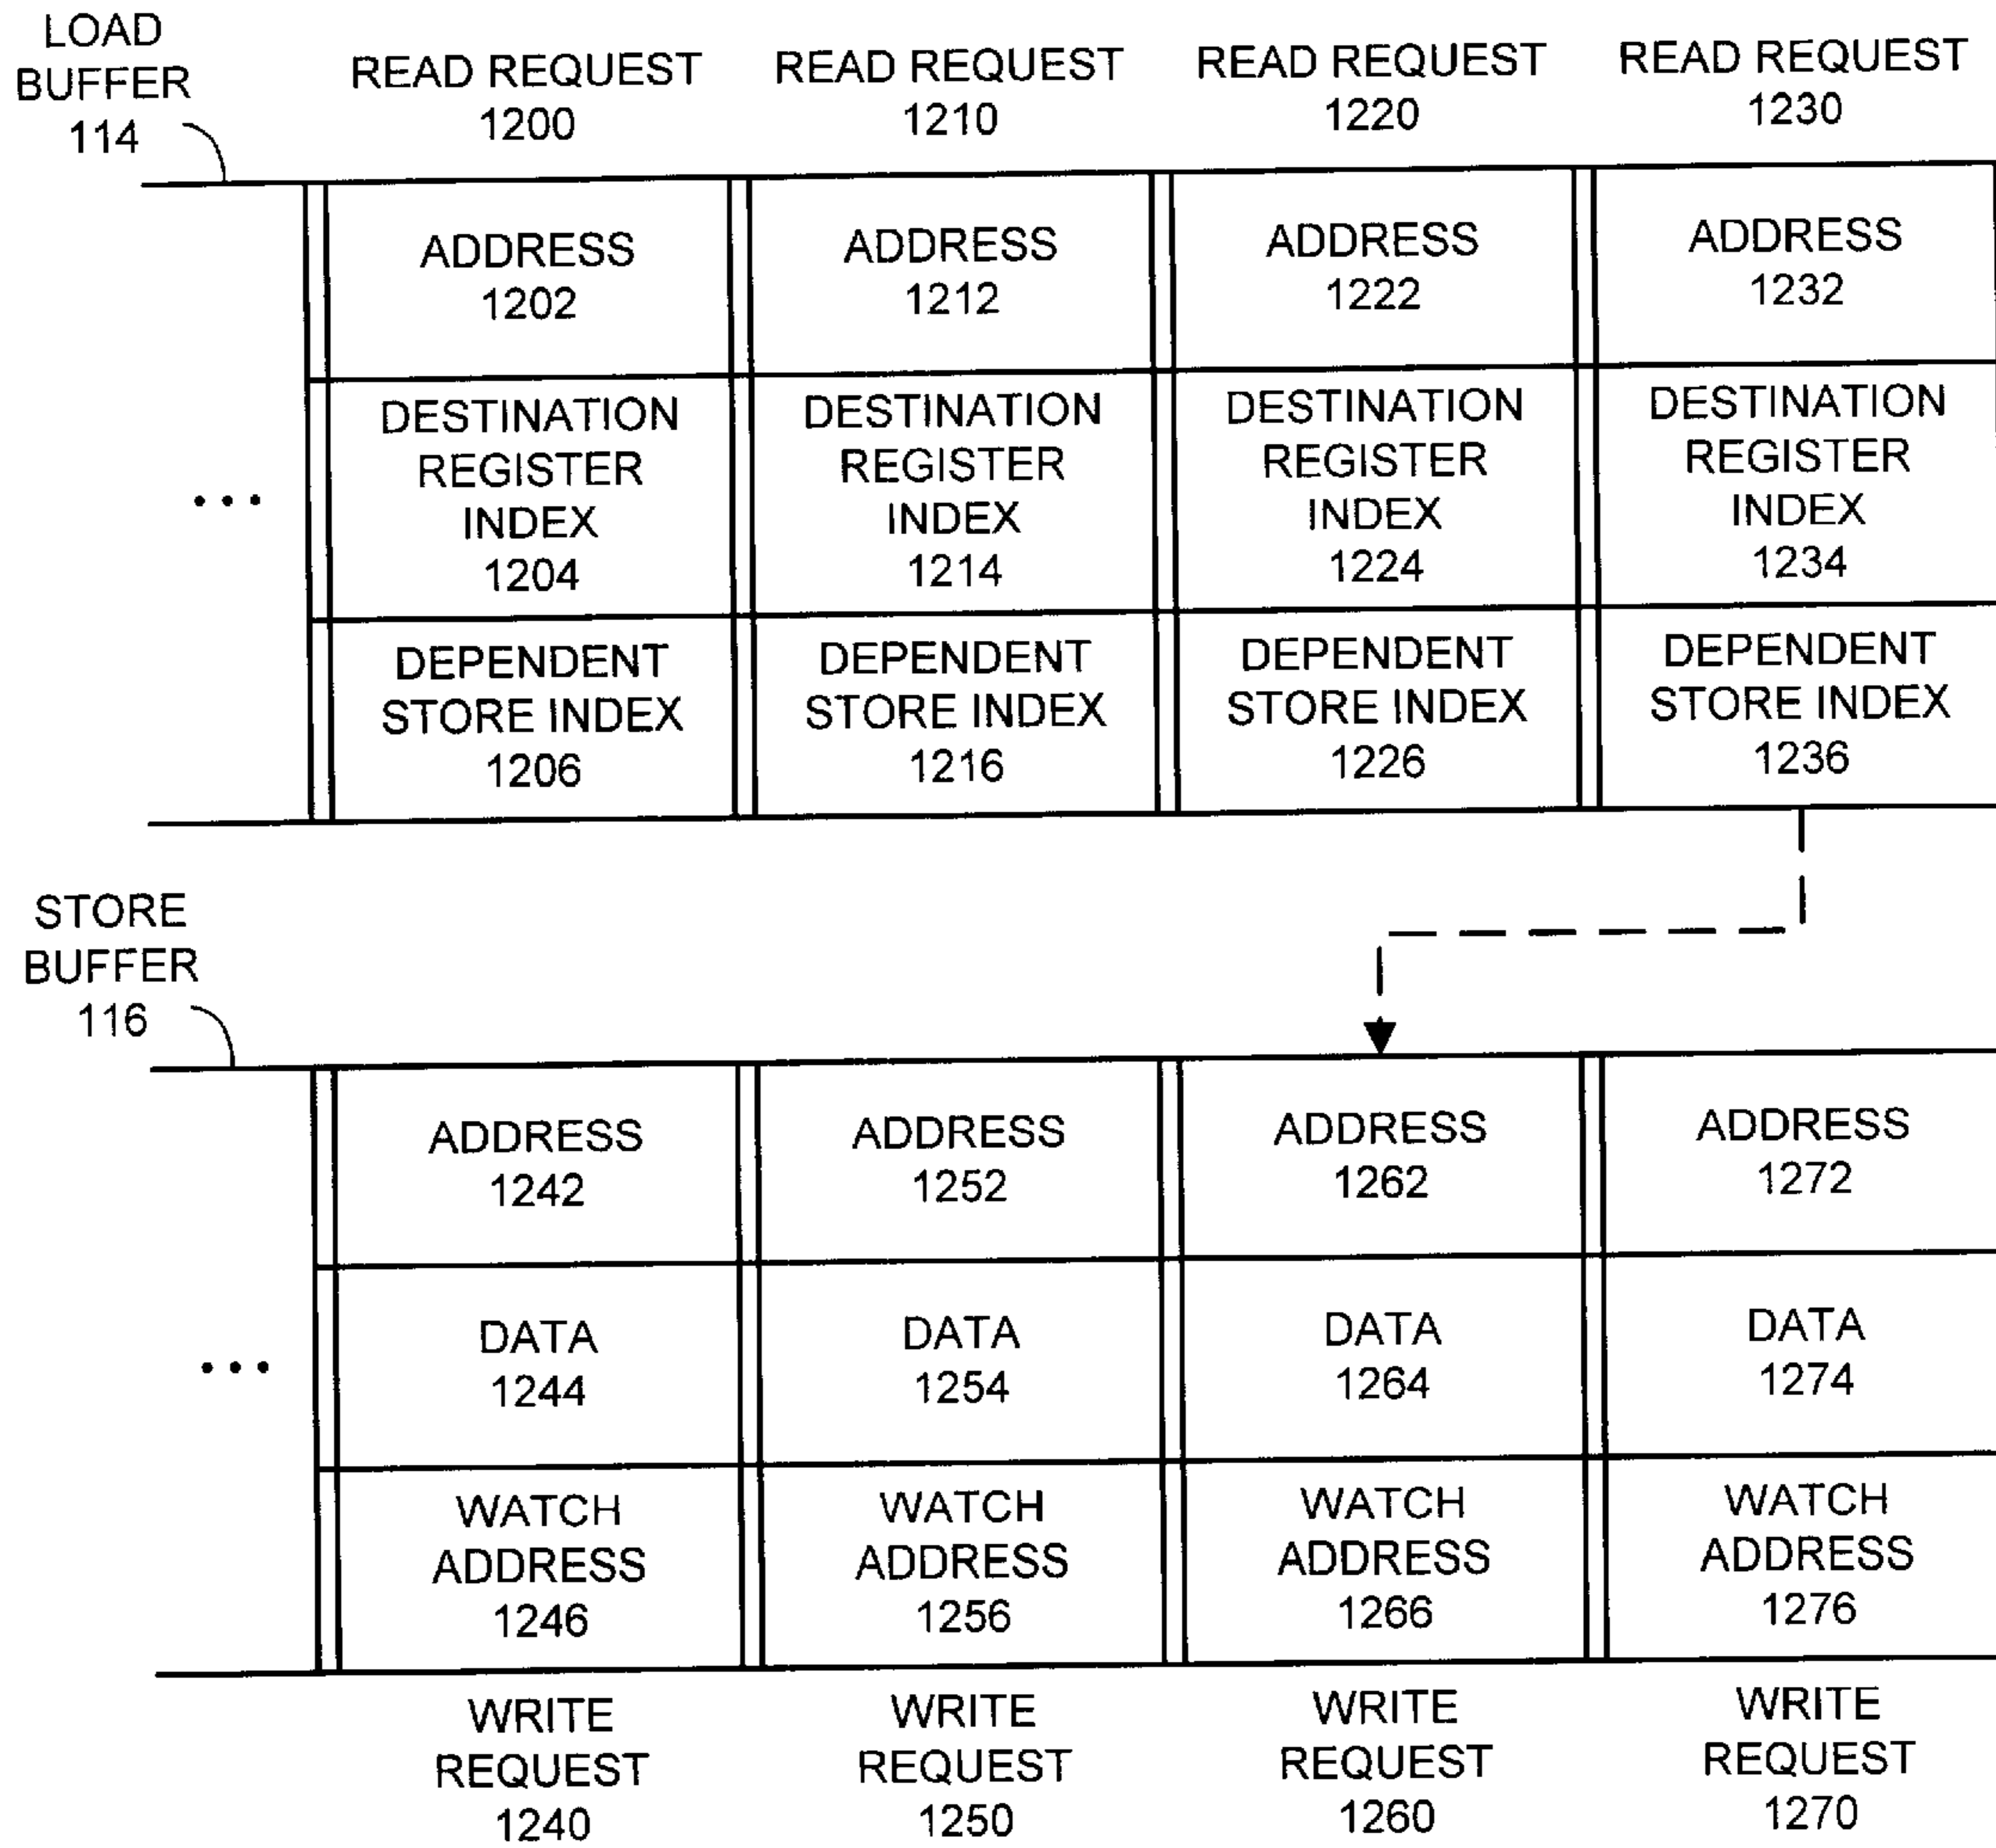 LOAD
BUFFER
114
READ REQUEST
1200
READ REQUEST
1210
READ REQUEST
1220
READ REQUEST
1230
ADDRESS
1202
ADDRESS
1212
ADDRESS
1222
ADDRESS
1232
...
DESTINATION
REGISTER
INDEX
1204
DESTINATION
REGISTER
INDEX
1214
DESTINATION
REGISTER
INDEX
1224
DESTINATION
REGISTER
INDEX
1234
DEPENDENT
STORE INDEX
1206
DEPENDENT
STORE INDEX
1216
DEPENDENT
STORE INDEX
1226
DEPENDENT
STORE INDEX
1236
STORE
BUFFER
116
ADDRESS
1242
ADDRESS
1252
ADDRESS
1262
ADDRESS
1272
...
DATA
1244
DATA
1254
DATA
1264
DATA
1274
WATCH
ADDRESS
1246
WATCH
ADDRESS
1256
WATCH
ADDRESS
1266
WATCH
ADDRESS
1276
WRITE
REQUEST
1240
WRITE
REQUEST
1250
WRITE
REQUEST
1260
WRITE
REQUEST
1270